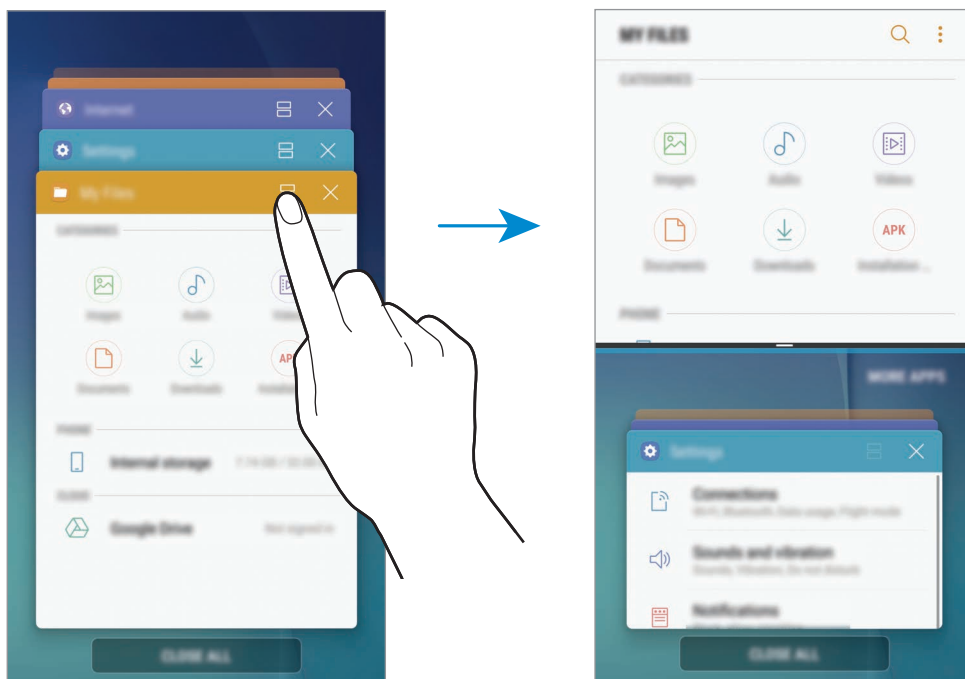 Internet
Settings
My Files
CATEGORIES
Images Audio
Documents Downloads
PHONE
Internal storage
CLOUD
Google Drive Not signed in
CLOSE ALL
MY FILES
CATEGORIES
Images Audio Videos
APK
Documents Downloads Installation ...
PHONE
MORE APPS
Settings
Connections
Wi-Fi, Bluetooth, Data usage, Flight mode
Sounds and vibration
Sounds, Vibration, Do not disturb
Notifications
CLOSE ALL